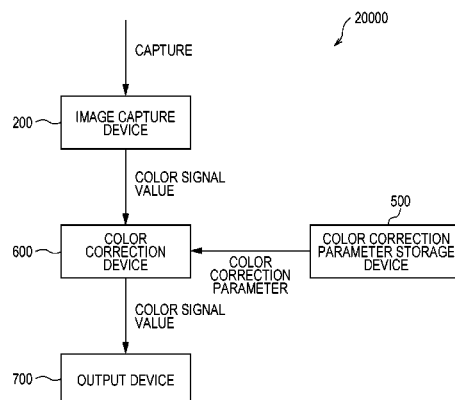 20000
CAPTURE
200
IMAGE CAPTURE
DEVICE
COLOR SIGNAL
VALUE
500
600
COLOR
CORRECTION
DEVICE
COLOR
CORRECTION
PARAMETER
COLOR CORRECTION
PARAMETER STORAGE
DEVICE
COLOR SIGNAL
VALUE
700
OUTPUT DEVICE